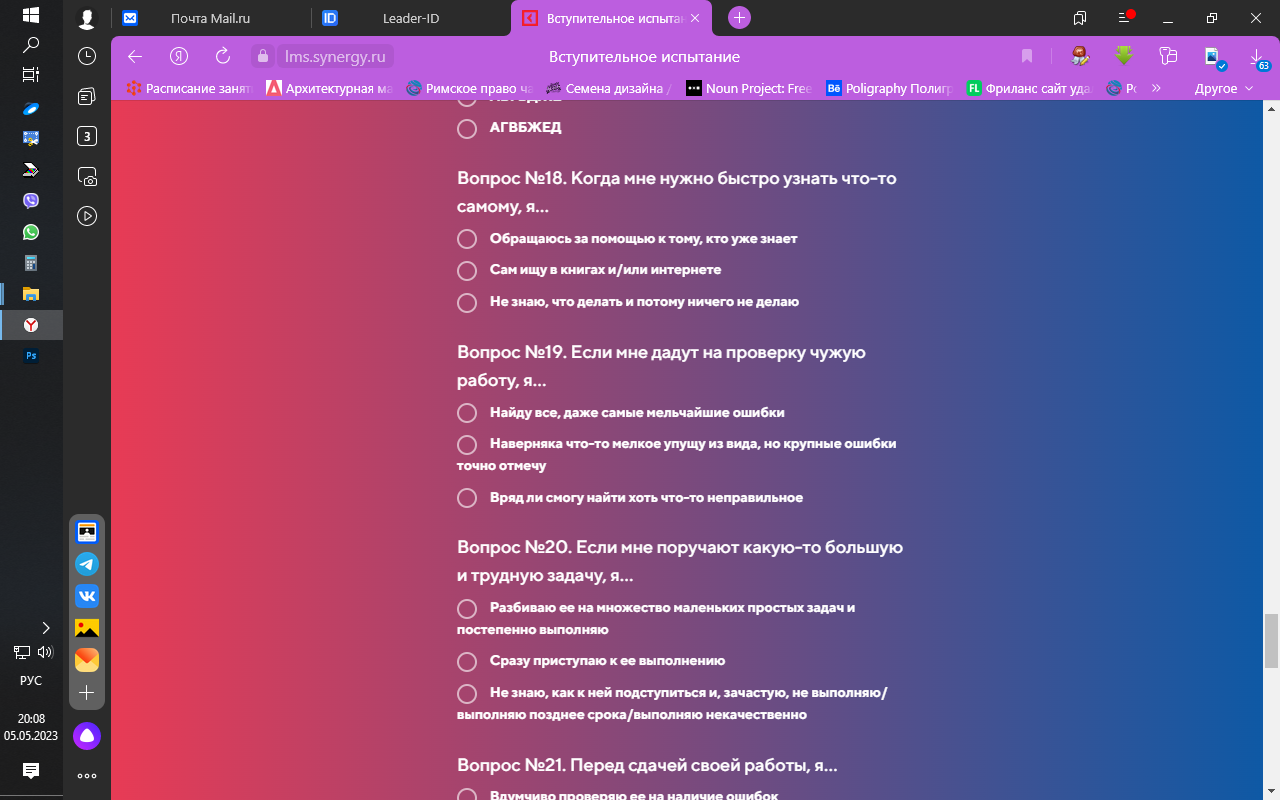 Почта Mail.ru
Leader-ID
Вступительное испыта
lms.synergy.ru
Вступительное испытание
63
Расписание занят
Архитектурная ма
Римское право ча
Семена дизайна /
Noun Project: Free
Poligraphy Полигр
Фриланс сайт уда
»
Другое
АГВБЖЕД
Вопрос №18. Когда мне нужно быстро узнать что-то
самому, я...
Обращаюсь за помощью к тому, кто уже знает
Сам ищу в книгах и/или интернете
Не знаю, что делать и потому ничего не делаю
Вопрос №19. Если мне дадут на проверку чужую
работу, я...
Найду все, даже самые мельчайшие ошибки
Наверняка что-то мелкое упущу из вида, но крупные ошибки
точно отмечу
Вряд ли смогу найти хоть что-то неправильное
Вопрос №20. Если мне поручают какую-то большую
и трудную задачу, я...
Разбиваю ее на множество маленьких простых задач и
постепенно выполняю
Сразу приступаю к ее выполнению
Не знаю, как к ней подступиться и, зачастую, не выполняю/
выполняю позднее срока/выполняю некачественно
Вопрос №21. Перед сдачей своей работы, я...
Вдумчиво проверяю ее на наличие ошибок
3
Ps
РУС
20:08
05.05.2023